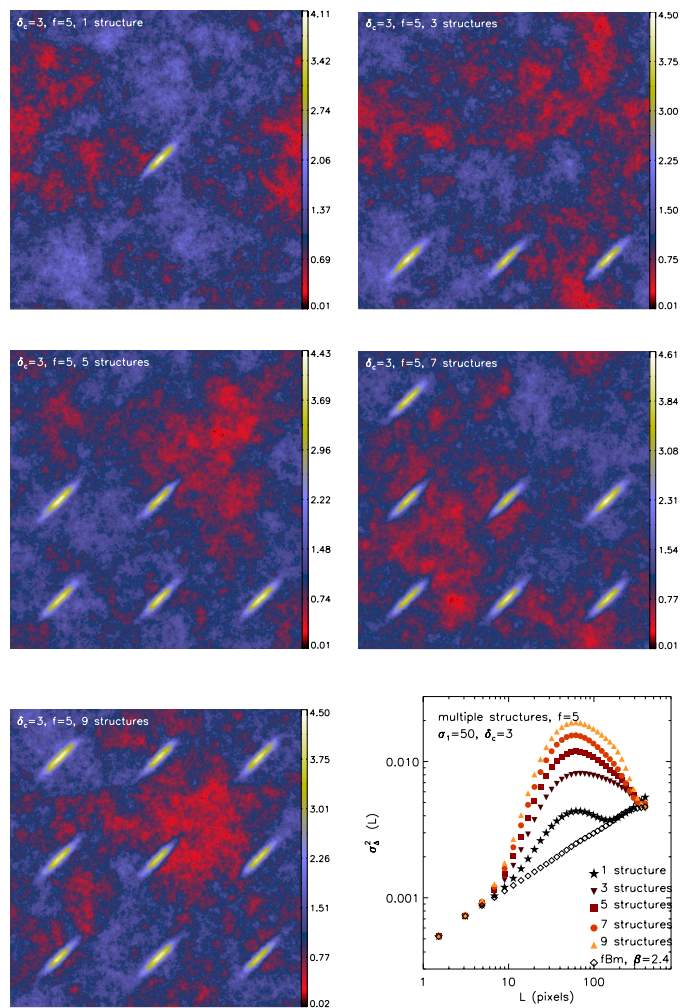 δc=3, f=5, 1 structure
4.11
3.42
2.74
2.06
1.37
0.69
0.01
δc=3, f=5, 3 structures
4.50
3.75
3.00
2.25
1.50
0.75
0.01
δc=3, f=5, 5 structures
4.43
3.69
2.96
2.22
1.48
0.74
0.01
δc=3, f=5, 7 structures
4.61
3.84
3.07
2.31
1.54
0.77
0.01
δc=3, f=5, 9 structures
4.50
3.75
3.01
2.26
1.51
0.77
0.02
multiple structures, f=5
σ1=50, δc=3
0.010
0.001
σ²Δ (L)
1 structure
3 structures
5 structures
7 structures
9 structures
fBm, β=2.4
1 10 100
L (pixels)